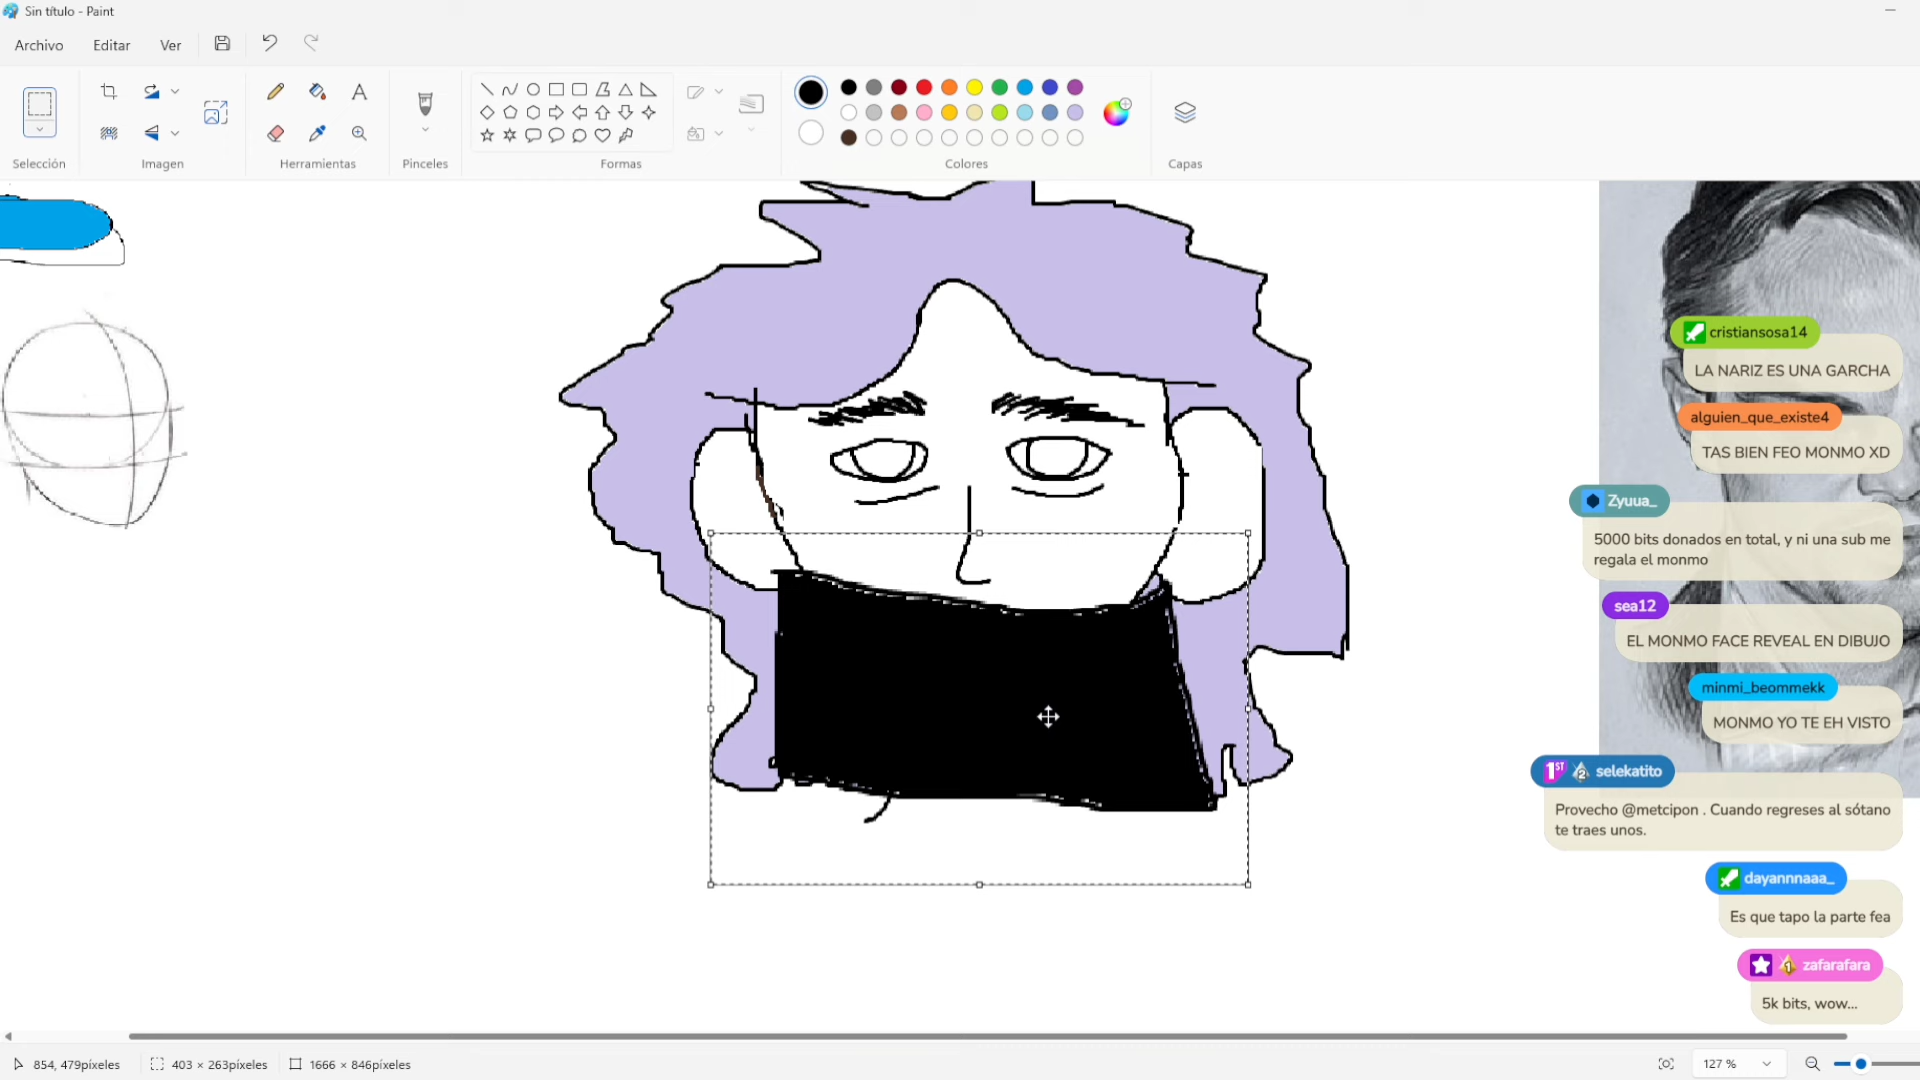 Sin título - Paint
Archivo
Editar
Ver
Selección
Imagen
Herramientas
Pinceles
Formas
Colores
Capas
cristiansosa14
LA NARIZ ES UNA GARCHA
alguien_que_existe4
TAS BIEN FEO MONMO XD
Zyuua_
5000 bits donados en total, y ni una sub me
regala el monmo
sea12
EL MONMO FACE REVEAL EN DIBUJO
minmi_beommekk
MONMO YO TE EH VISTO
1ST 2 selekatito
Provecho @metcipon . Cuando regreses al sótano
te traes unos.
dayannnaaa_
Es que tapo la parte fea
1 zafarafara
5k bits, wow...
854, 479píxeles
403 × 263píxeles
1666 × 846píxeles
127 %